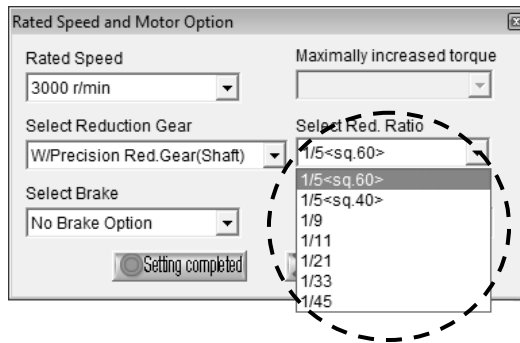 Rated Speed and Motor Option
Rated Speed
Maximally increased torque
3000 r/min
Select Reduction Gear
Select Red. Ratio
W/Precision Red.Gear(Shaft)
1/5<sq.60>
1/5<sq.60>
1/5<sq.40>
1/9
1/11
1/21
1/33
1/45
Select Brake
No Brake Option
Setting completed